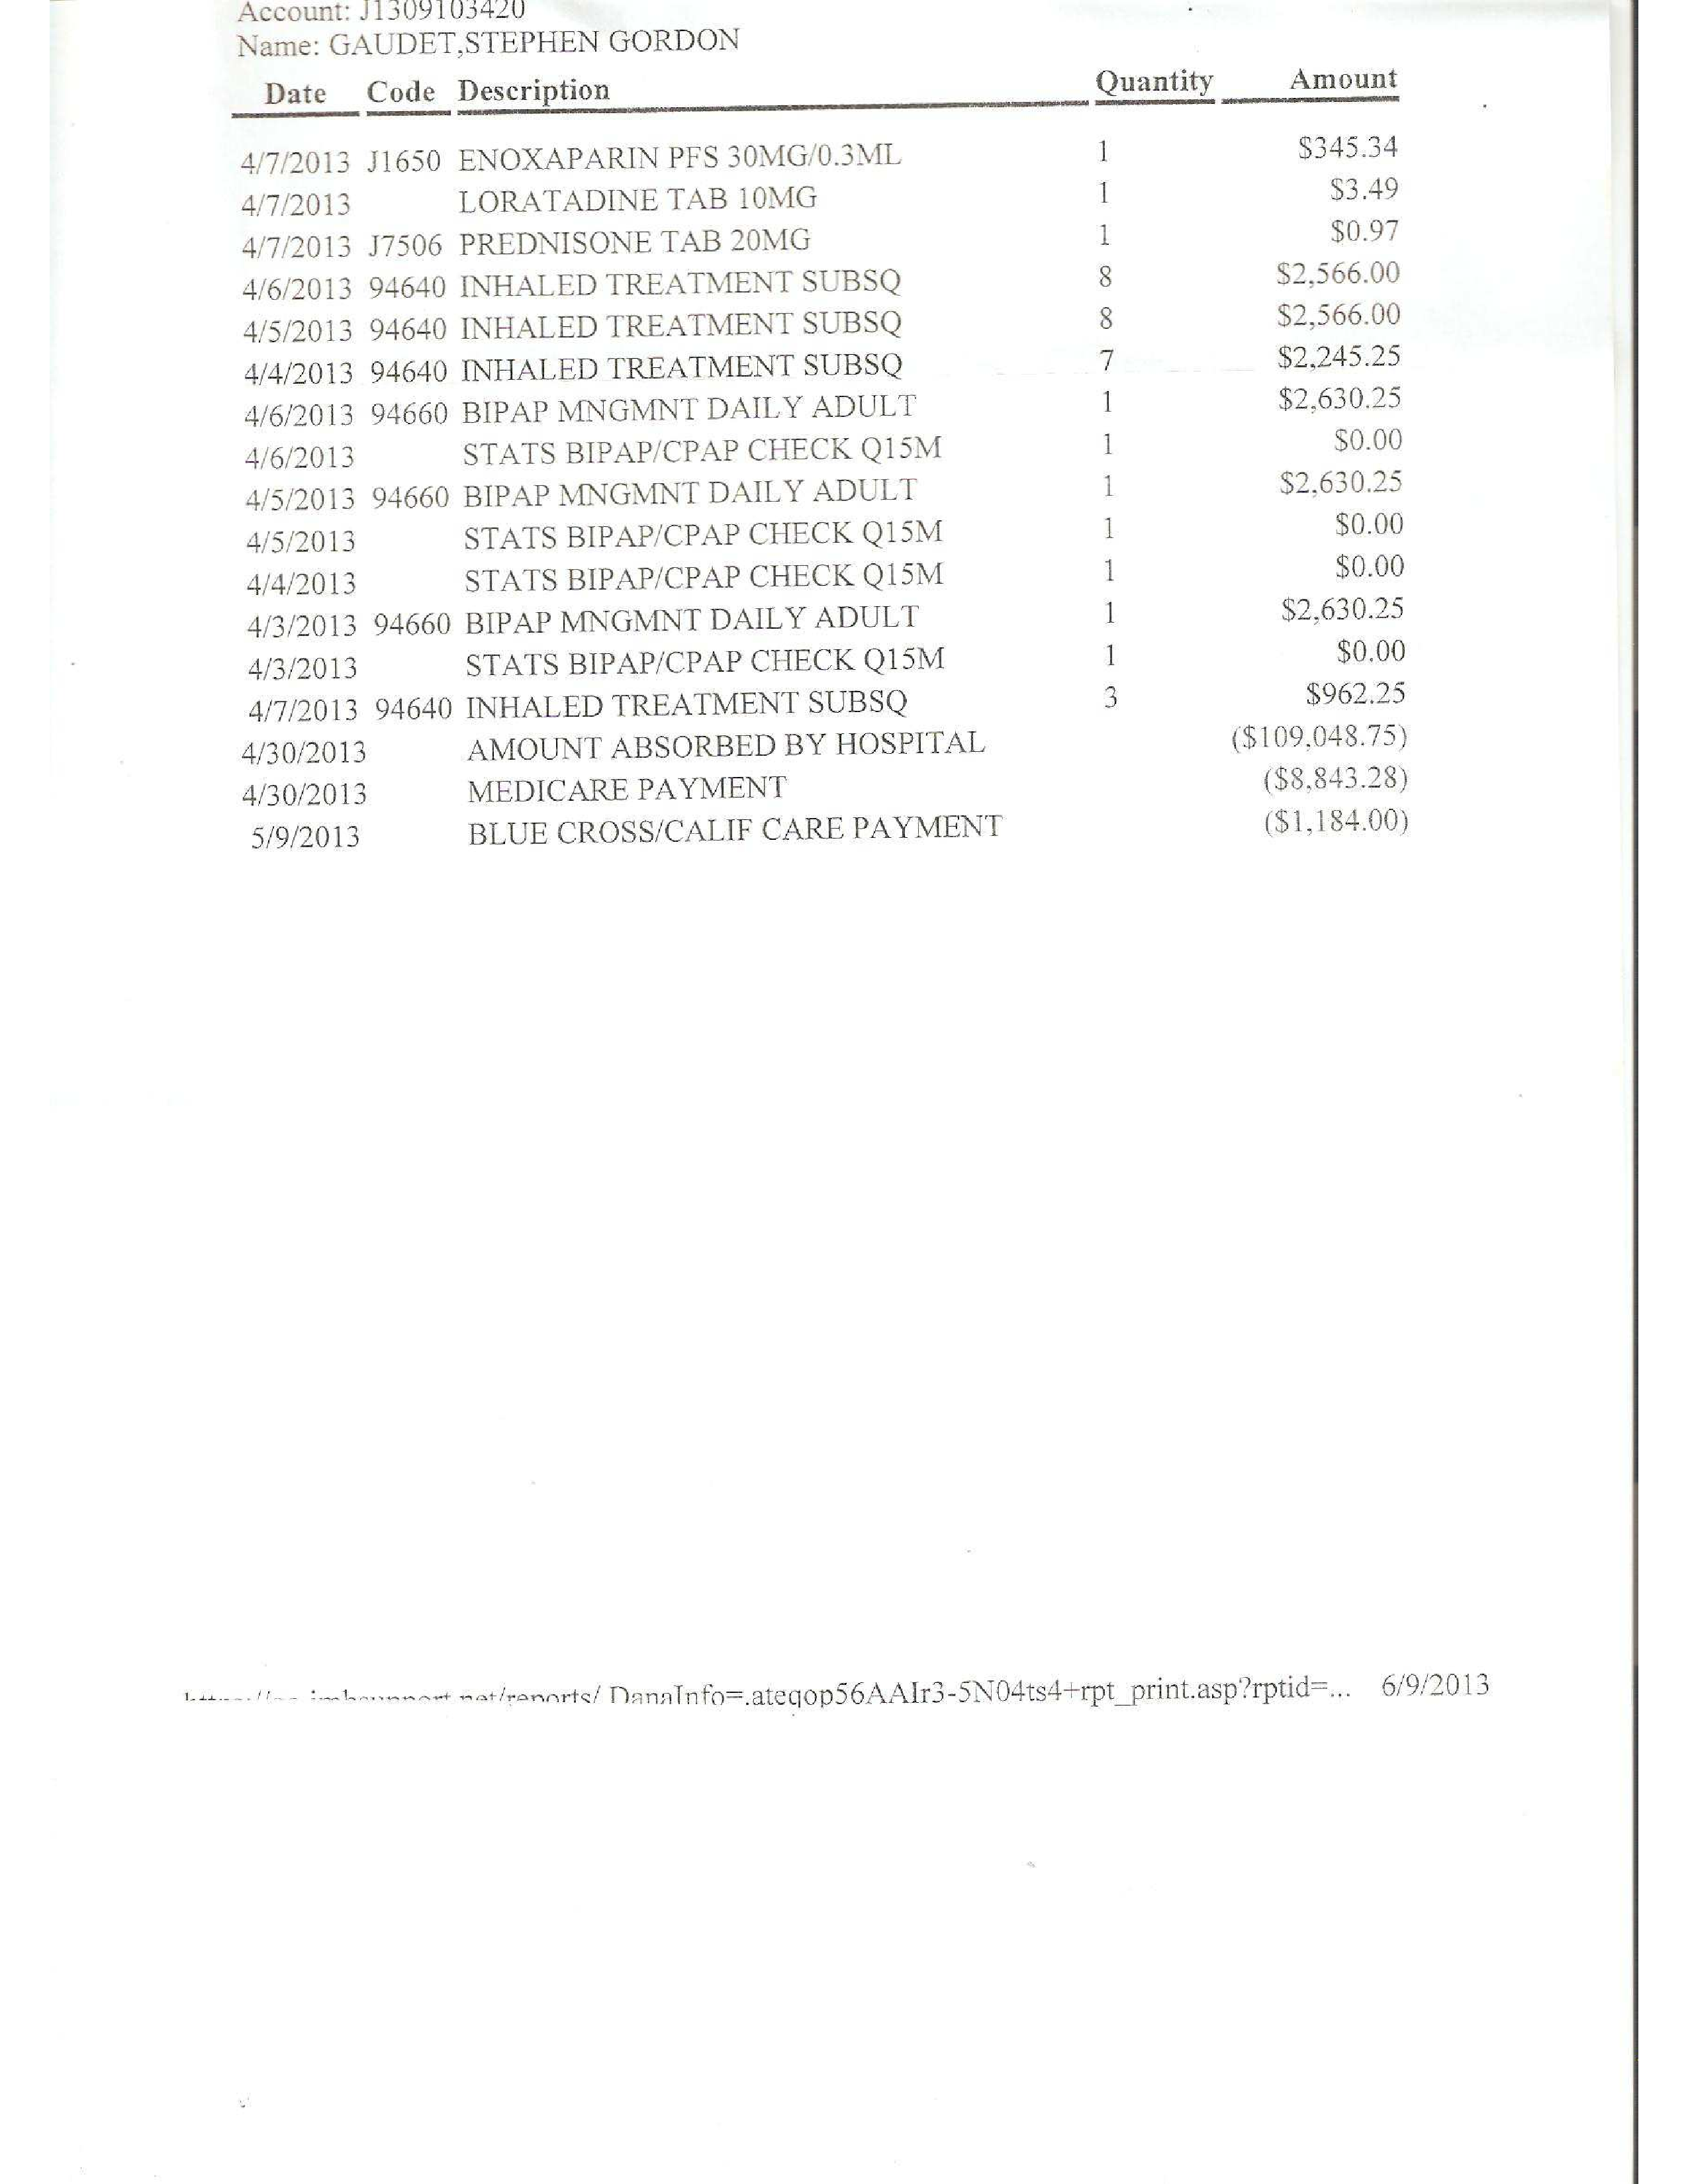 Account: J1309103420
Name: GAUDET,STEPHEN GORDON
Date Code Description Quantity Amount
4/7/2013 J1650 ENOXAPARIN PFS 30MG/0.3ML 1 $345.34
4/7/2013 LORATADINE TAB 10MG 1 $3.49
4/7/2013 J7506 PREDNISONE TAB 20MG 1 $0.97
4/6/2013 94640 INHALED TREATMENT SUBSQ 8 $2,566.00
4/5/2013 94640 INHALED TREATMENT SUBSQ 8 $2,566.00
4/4/2013 94640 INHALED TREATMENT SUBSQ 7 $2,245.25
4/6/2013 94660 BIPAP MNGMNT DAILY ADULT 1 $2,630.25
4/6/2013 STATS BIPAP/CPAP CHECK Q15M 1 $0.00
4/5/2013 94660 BIPAP MNGMNT DAILY ADULT 1 $2,630.25
4/5/2013 STATS BIPAP/CPAP CHECK Q15M 1 $0.00
4/4/2013 STATS BIPAP/CPAP CHECK Q15M 1 $0.00
4/3/2013 94660 BIPAP MNGMNT DAILY ADULT 1 $2,630.25
4/3/2013 STATS BIPAP/CPAP CHECK Q15M 1 $0.00
4/7/2013 94640 INHALED TREATMENT SUBSQ 3 $962.25
4/30/2013 AMOUNT ABSORBED BY HOSPITAL ($109,048.75)
4/30/2013 MEDICARE PAYMENT ($8,843.28)
5/9/2013 BLUE CROSS/CALIF CARE PAYMENT ($1,184.00)
net/reports/ DanaInfo=.ateqop56AAIr3-5N04ts4+rpt_print.asp?rptid=... 6/9/2013